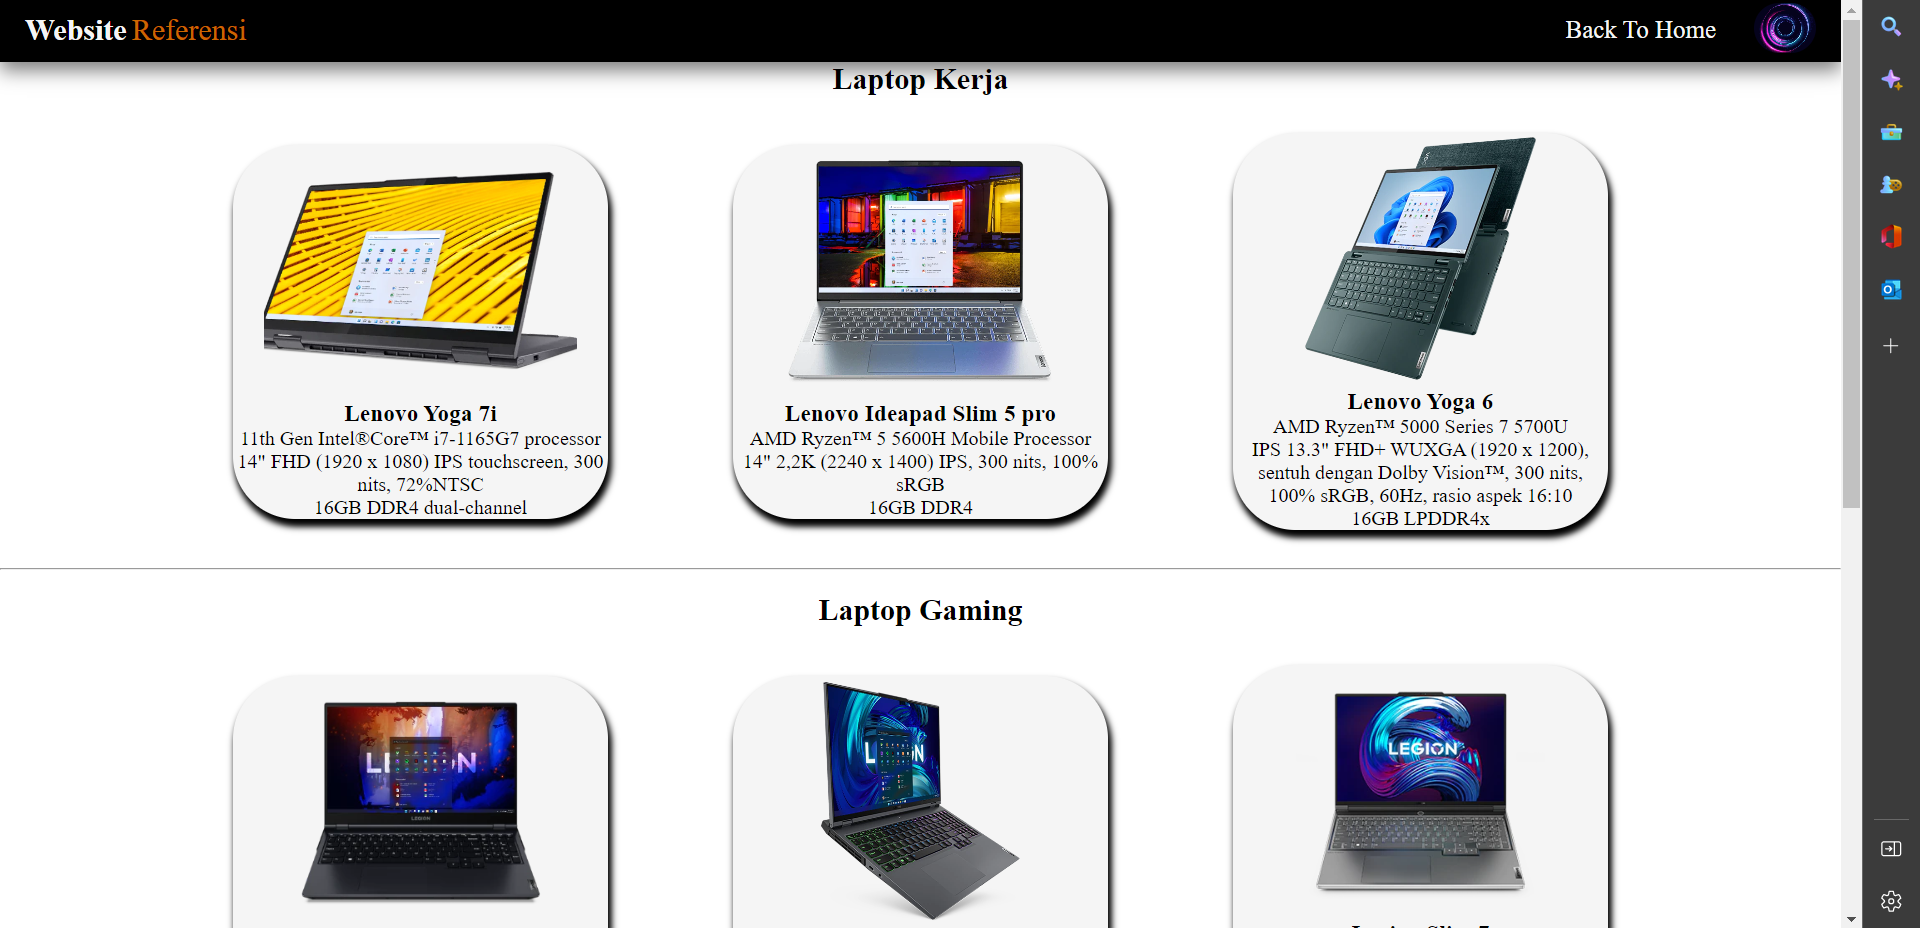 Website Referensi
Back To Home
Laptop Kerja
Lenovo Yoga 7i
11th Gen Intel®Core™ i7-1165G7 processor
14" FHD (1920 x 1080) IPS touchscreen, 300
nits, 72%NTSC
16GB DDR4 dual-channel
Lenovo Ideapad Slim 5 pro
AMD Ryzen™ 5 5600H Mobile Processor
14" 2,2K (2240 x 1400) IPS, 300 nits, 100%
sRGB
16GB DDR4
Lenovo Yoga 6
AMD Ryzen™ 5000 Series 7 5700U
IPS 13.3" FHD+ WUXGA (1920 x 1200),
sentuh dengan Dolby Vision™, 300 nits,
100% sRGB, 60Hz, rasio aspek 16:10
16GB LPDDR4x
Laptop Gaming
LEGION